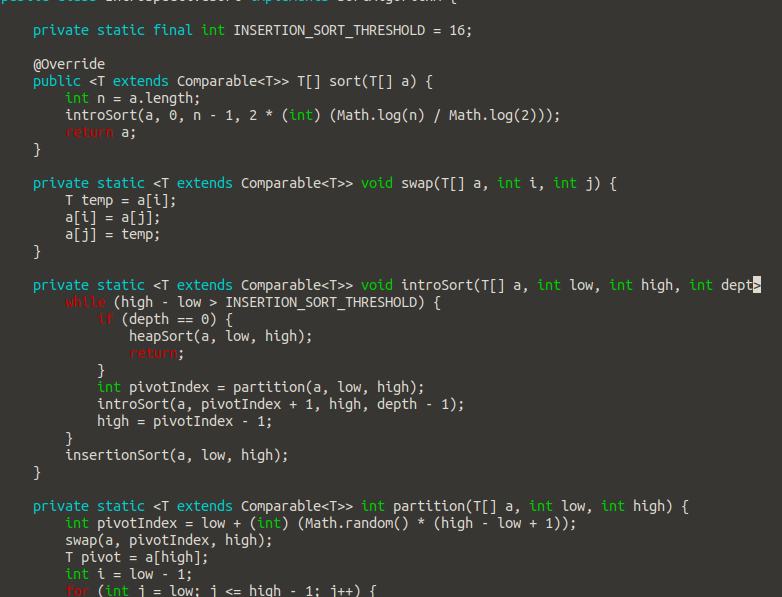 private static final int INSERTION_SORT_THRESHOLD = 16;
@Override
public <T extends Comparable<T>> T[] sort(T[] a) {
int n = a.length;
introSort(a, 0, n - 1, 2 * (int) (Math.log(n) / Math.log(2)));
return a;
}
private static <T extends Comparable<T>> void swap(T[] a, int i, int j) {
T temp = a[i];
a[i] = a[j];
a[j] = temp;
}
private static <T extends Comparable<T>> void introSort(T[] a, int low, int high, int dept>
while (high - low > INSERTION_SORT_THRESHOLD) {
if (depth == 0) {
heapSort(a, low, high);
return;
}
int pivotIndex = partition(a, low, high);
introSort(a, pivotIndex + 1, high, depth - 1);
high = pivotIndex - 1;
}
insertionSort(a, low, high);
}
private static <T extends Comparable<T>> int partition(T[] a, int low, int high) {
int pivotIndex = low + (int) (Math.random() * (high - low + 1));
swap(a, pivotIndex, high);
T pivot = a[high];
int i = low - 1;
for (int j = low; j <= high - 1; j++) {